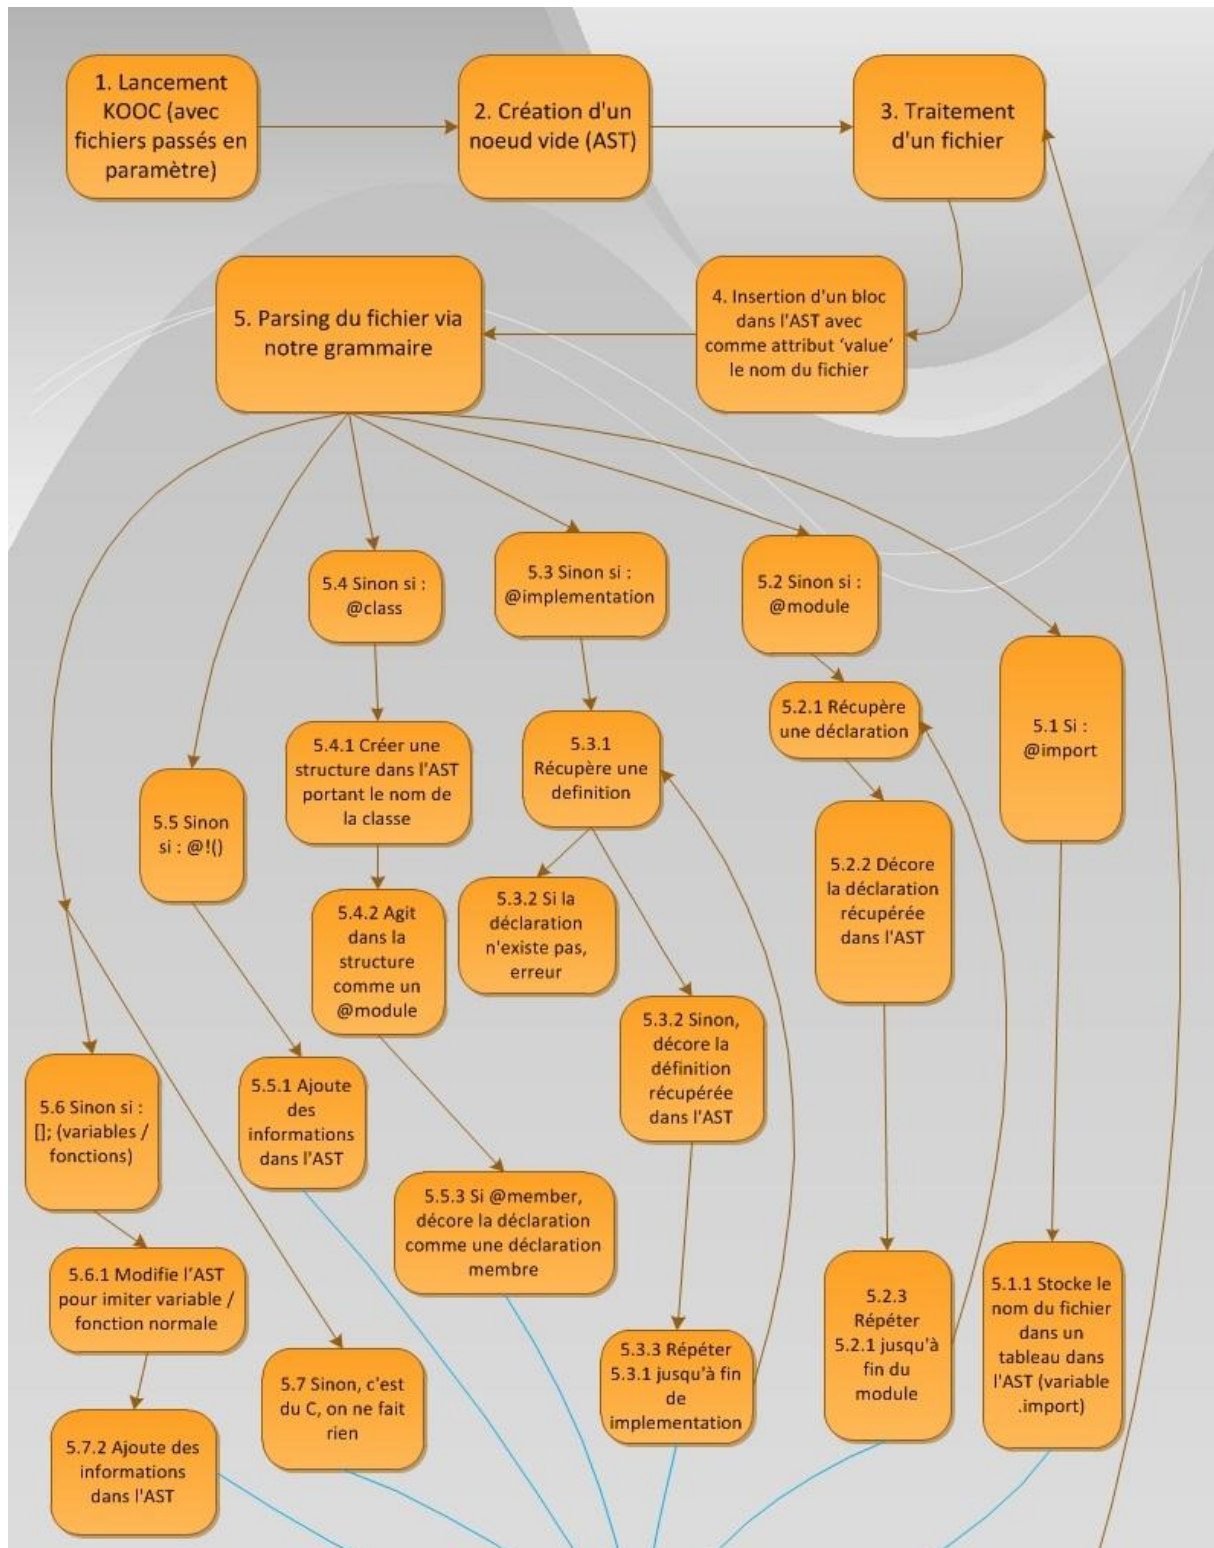 1. Lancement
KOOC (avec
fichiers passés en
paramètre)
2. Création d'un
noeud vide (AST)
3. Traitement
d'un fichier
4. Insertion d'un bloc
dans l'AST avec
comme attribut ‘value’
le nom du fichier
5. Parsing du fichier via
notre grammaire
5.4 Sinon si :
@class
5.3 Sinon si :
@implementation
5.2 Sinon si :
@module
5.1 Si :
@import
5.2.1 Récupère
une déclaration
5.4.1 Créer une
structure dans l'AST
portant le nom de
la classe
5.3.1
Récupère une
definition
5.5 Sinon
si : @!()
5.2.2 Décore
la déclaration
récupérée
dans l'AST
5.4.2 Agit
dans la
structure
comme un
@module
5.3.2 Si la
déclaration
n'existe pas,
erreur
5.3.2 Sinon,
décore la
définition
récupérée
dans l'AST
5.6 Sinon si :
[]; (variables /
fonctions)
5.5.1 Ajoute
des
informations
dans l'AST
5.5.3 Si @member,
décore la déclaration
comme une déclaration
membre
5.6.1 Modifie l’AST
pour imiter variable /
fonction normale
5.2.3
Répéter
5.2.1 jusqu'à
fin du
module
5.1.1 Stocke le
nom du fichier
dans un
tableau dans
l'AST (variable
.import)
5.3.3 Répéter
5.3.1 jusqu'à fin
de
implementation
5.7 Sinon, c'est
du C, on ne fait
rien
5.7.2 Ajoute des
informations
dans l'AST